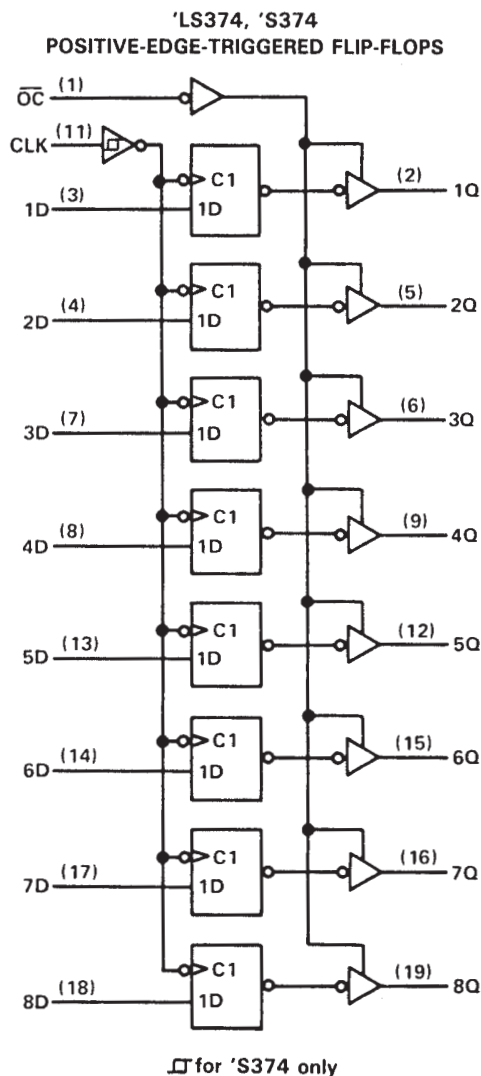 'LS374, 'S374
POSITIVE-EDGE-TRIGGERED FLIP-FLOPS
OC (1)
CLK (11)
C1
1D (3) 1D (2) 1Q
C1
2D (4) 1D (5) 2Q
C1
3D (7) 1D (6) 3Q
C1
4D (8) 1D (9) 4Q
C1
5D (13) 1D (12) 5Q
C1
6D (14) 1D (15) 6Q
C1
7D (17) 1D (16) 7Q
C1
8D (18) 1D (19) 8Q
for 'S374 only